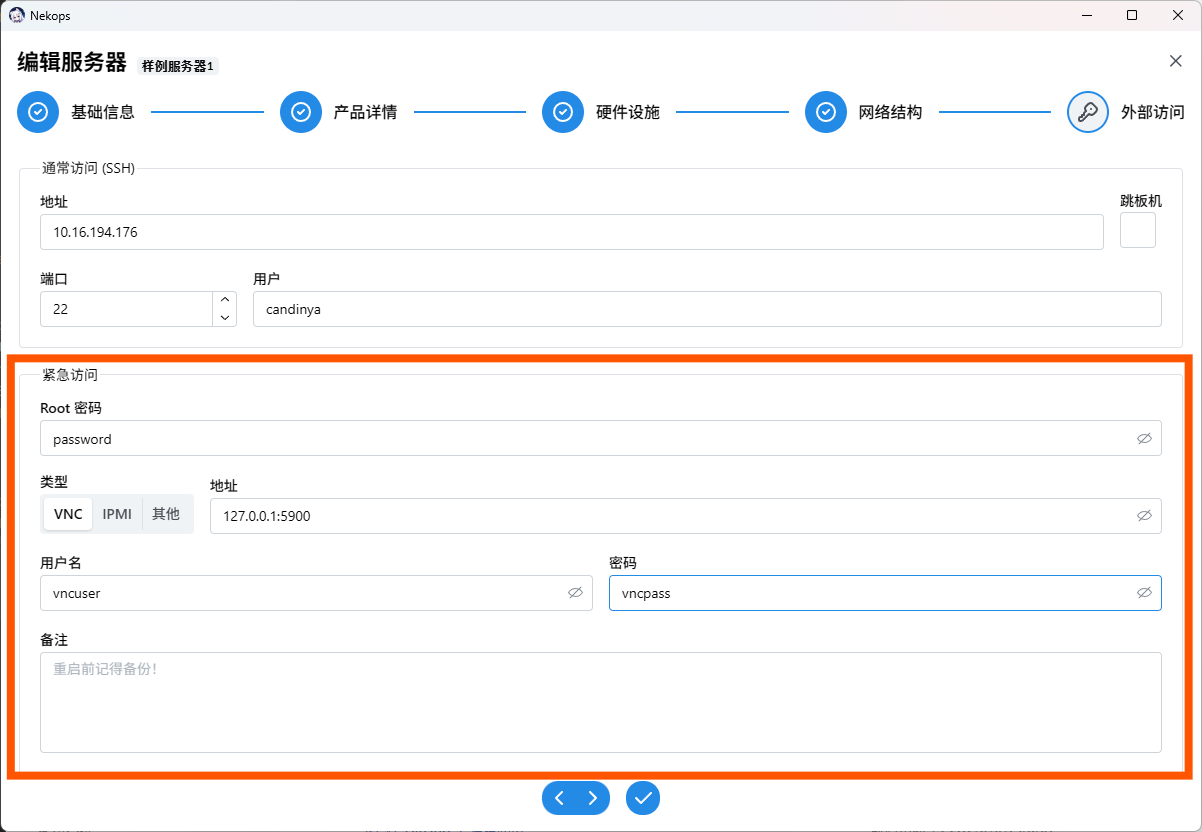 Nekops
编辑服务器 样例服务器1
基础信息 产品详情 硬件设施 网络结构 外部访问
通常访问 (SSH)
地址 跳板机
10.16.194.176
端口 用户
22 candinya
紧急访问
Root 密码
password
类型 地址
VNC IPMI 其他 127.0.0.1:5900
用户名 密码
vncuser vncpass
备注
重启前记得备份！